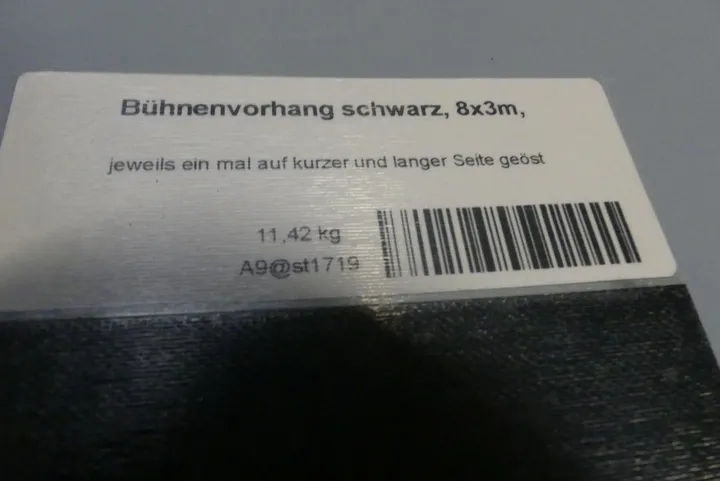 Bühnenvorhang schwarz, 8x3m,
jeweils ein mal auf kurzer und langer Seite geöst
11,42 kg
A9@st1719